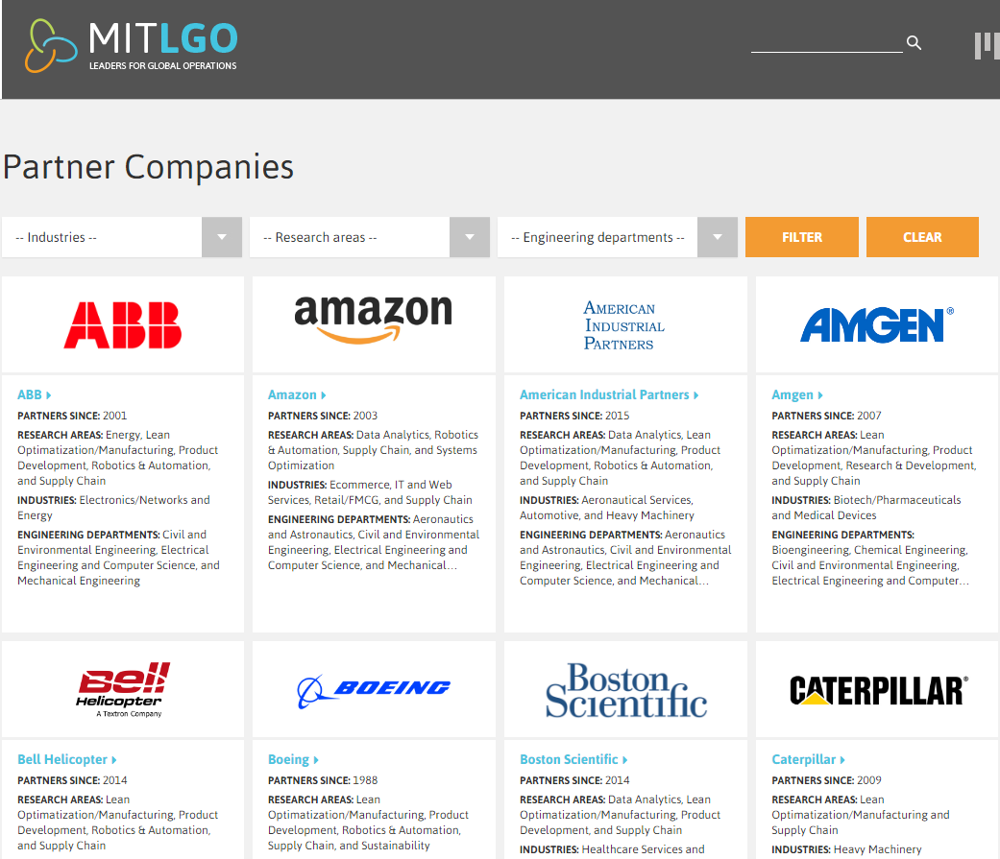 MITLGO
LEADERS FOR GLOBAL OPERATIONS
Partner Companies
-- Industries --
-- Research areas --
-- Engineering departments --
FILTER
CLEAR
ABB
ABB
PARTNERS SINCE: 2001
RESEARCH AREAS: Energy, Lean
Optimatization/Manufacturing, Product
Development, Robotics & Automation,
and Supply Chain
INDUSTRIES: Electronics/Networks and
Energy
ENGINEERING DEPARTMENTS: Civil and
Environmental Engineering, Electrical
Engineering and Computer Science, and
Mechanical Engineering
amazon
Amazon
PARTNERS SINCE: 2003
RESEARCH AREAS: Data Analytics, Robotics
& Automation, Supply Chain, and Systems
Optimization
INDUSTRIES: Ecommerce, IT and Web
Services, Retail/FMCG, and Supply Chain
ENGINEERING DEPARTMENTS: Aeronautics
and Astronautics, Civil and Environmental
Engineering, Electrical Engineering and
Computer Science, and Mechanical...
AMERICAN
INDUSTRIAL
PARTNERS
American Industrial Partners
PARTNERS SINCE: 2015
RESEARCH AREAS: Data Analytics, Lean
Optimatization/Manufacturing, Product
Development, Robotics & Automation,
and Supply Chain
INDUSTRIES: Aeronautical Services,
Automotive, and Heavy Machinery
ENGINEERING DEPARTMENTS: Aeronautics
and Astronautics, Civil and Environmental
Engineering, Electrical Engineering and
Computer Science, and Mechanical...
AMGEN®
Amgen
PARTNERS SINCE: 2007
RESEARCH AREAS: Lean
Optimatization/Manufacturing, Product
Development, Research & Development,
and Supply Chain
INDUSTRIES: Biotech/Pharmaceuticals
and Medical Devices
ENGINEERING DEPARTMENTS:
Bioengineering, Chemical Engineering,
Civil and Environmental Engineering,
Electrical Engineering and Computer...
Bell
Helicopter
A Textron Company
Bell Helicopter
PARTNERS SINCE: 2014
RESEARCH AREAS: Lean
Optimatization/Manufacturing, Product
Development, Robotics & Automation,
and Supply Chain
BOEING
Boeing
PARTNERS SINCE: 1988
RESEARCH AREAS: Lean
Optimatization/Manufacturing, Product
Development, Robotics & Automation,
Supply Chain, and Sustainability
Boston
Scientific
Boston Scientific
PARTNERS SINCE: 2014
RESEARCH AREAS: Data Analytics, Lean
Optimatization/Manufacturing, Product
Development, and Supply Chain
INDUSTRIES: Healthcare Services and
CATERPILLAR®
Caterpillar
PARTNERS SINCE: 2009
RESEARCH AREAS: Lean
Optimatization/Manufacturing and
Supply Chain
INDUSTRIES: Heavy Machinery